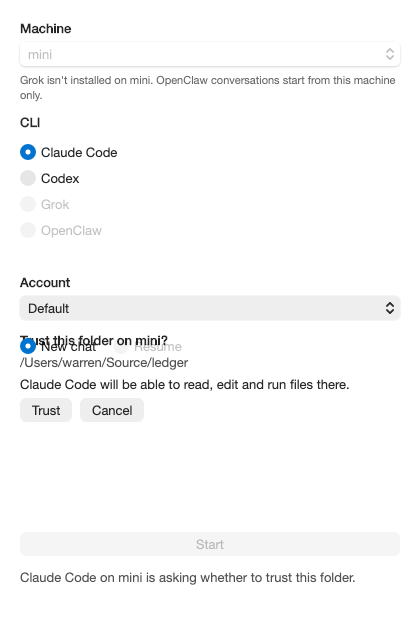 Machine
mini
Grok isn't installed on mini. OpenClaw conversations start from this machine
only.
CLI
Claude Code
Codex
Grok
OpenClaw
Account
Default
Trust this folder on mini?
New chat
Resume
/Users/warren/Source/ledger
Claude Code will be able to read, edit and run files there.
Trust
Cancel
Start
Claude Code on mini is asking whether to trust this folder.